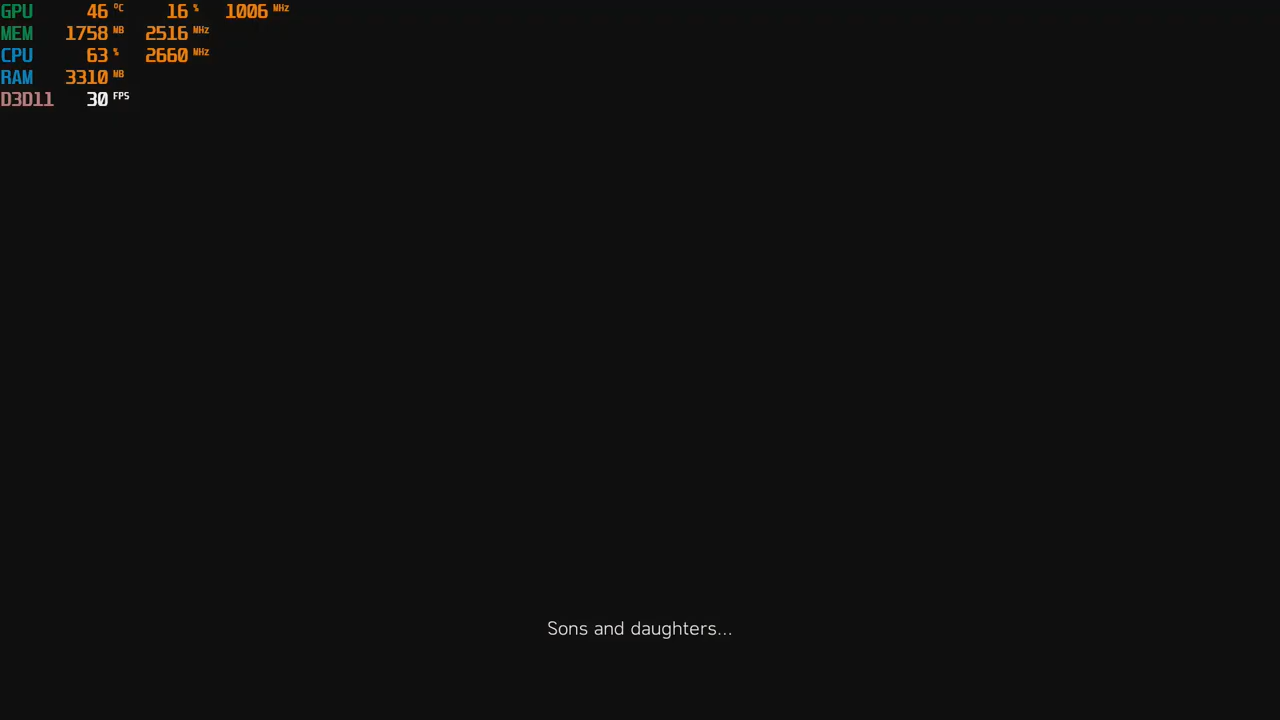 GPU 46 °C 16 % 1006 MHz
MEM 1758 MB 2516 MHz
CPU 63 % 2660 MHz
RAM 3310 MB
D3D11 30 FPS
Sons and daughters...